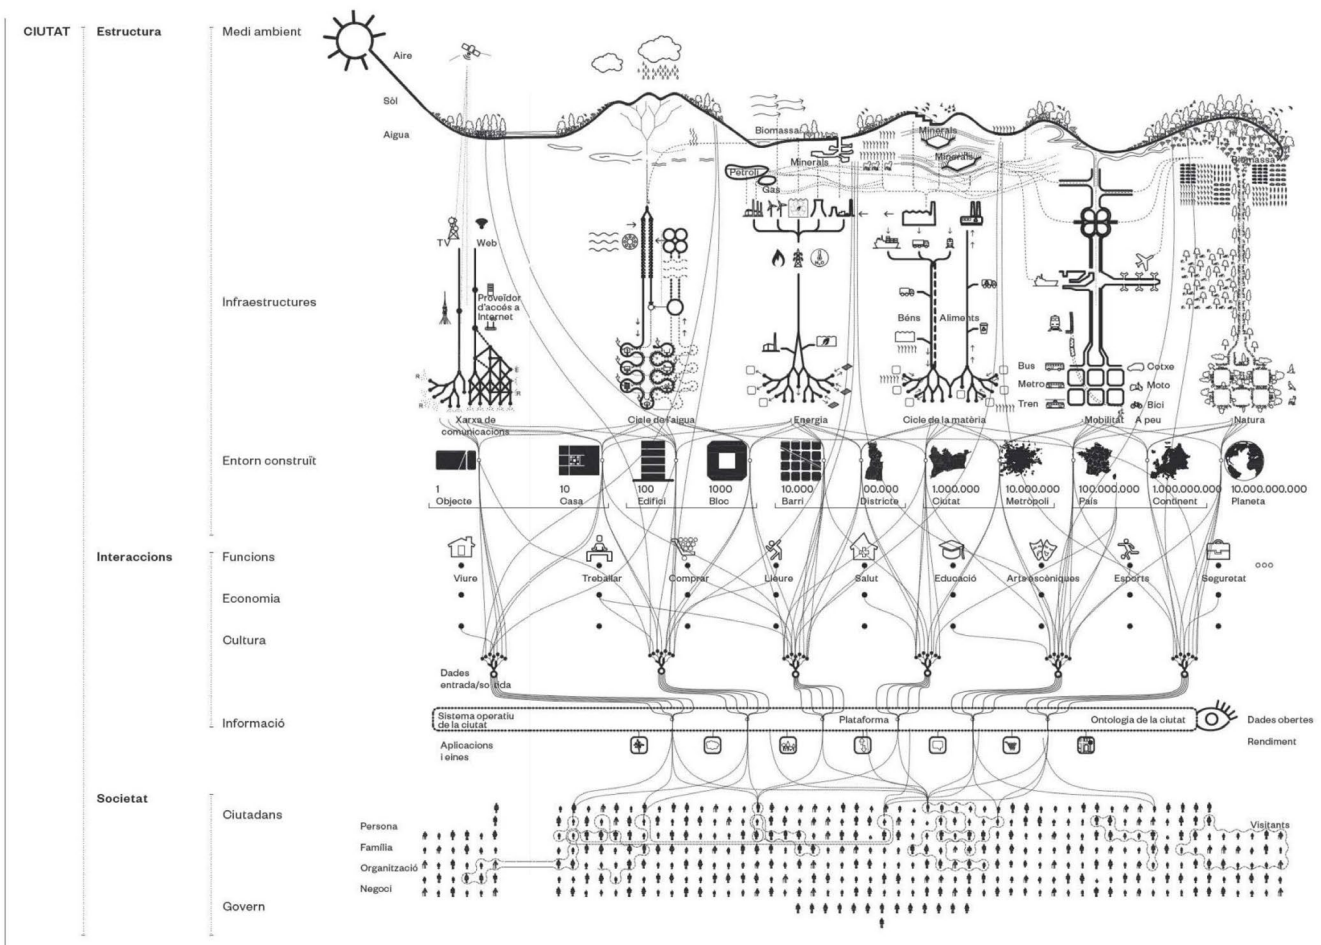 CIUTAT
Estructura
Medi ambient
Aire
Sòl
Aigua
Biomassa
Minerals
Petroli
Gas
Minerals
Minerals
Biomassa
Infraestructures
TV
Web
Proveïdor
d'accés a
Internet
Béns
Aliments
Bus
Metro
Tren
Cotxe
Moto
Bici
A peu
Xarxa de
comunicacions
Cicle de l'aigua
Energia
Cicle de la matèria
Mobilitat
Natura
Entorn construït
1
Objecte
10
Casa
100
Edifici
1000
Bloc
10.000
Barri
00.000
Districte
1.000.000
Ciutat
10.000.000
Metròpoli
100.000.000
País
1.000.000.000
Continent
10.000.000.000
Planeta
Interaccions
Funcions
Viure
Treballar
Comprar
Lleure
Salut
Educació
Arts escèniques
Esports
Seguretat
Economia
Cultura
Dades
entrada/sortida
Informació
Sistema operatiu
de la ciutat
Plataforma
Ontologia de la ciutat
Dades obertes
Rendiment
Aplicacions
i eines
Societat
Ciutadans
Persona
Família
Organització
Negoci
Visitants
Govern